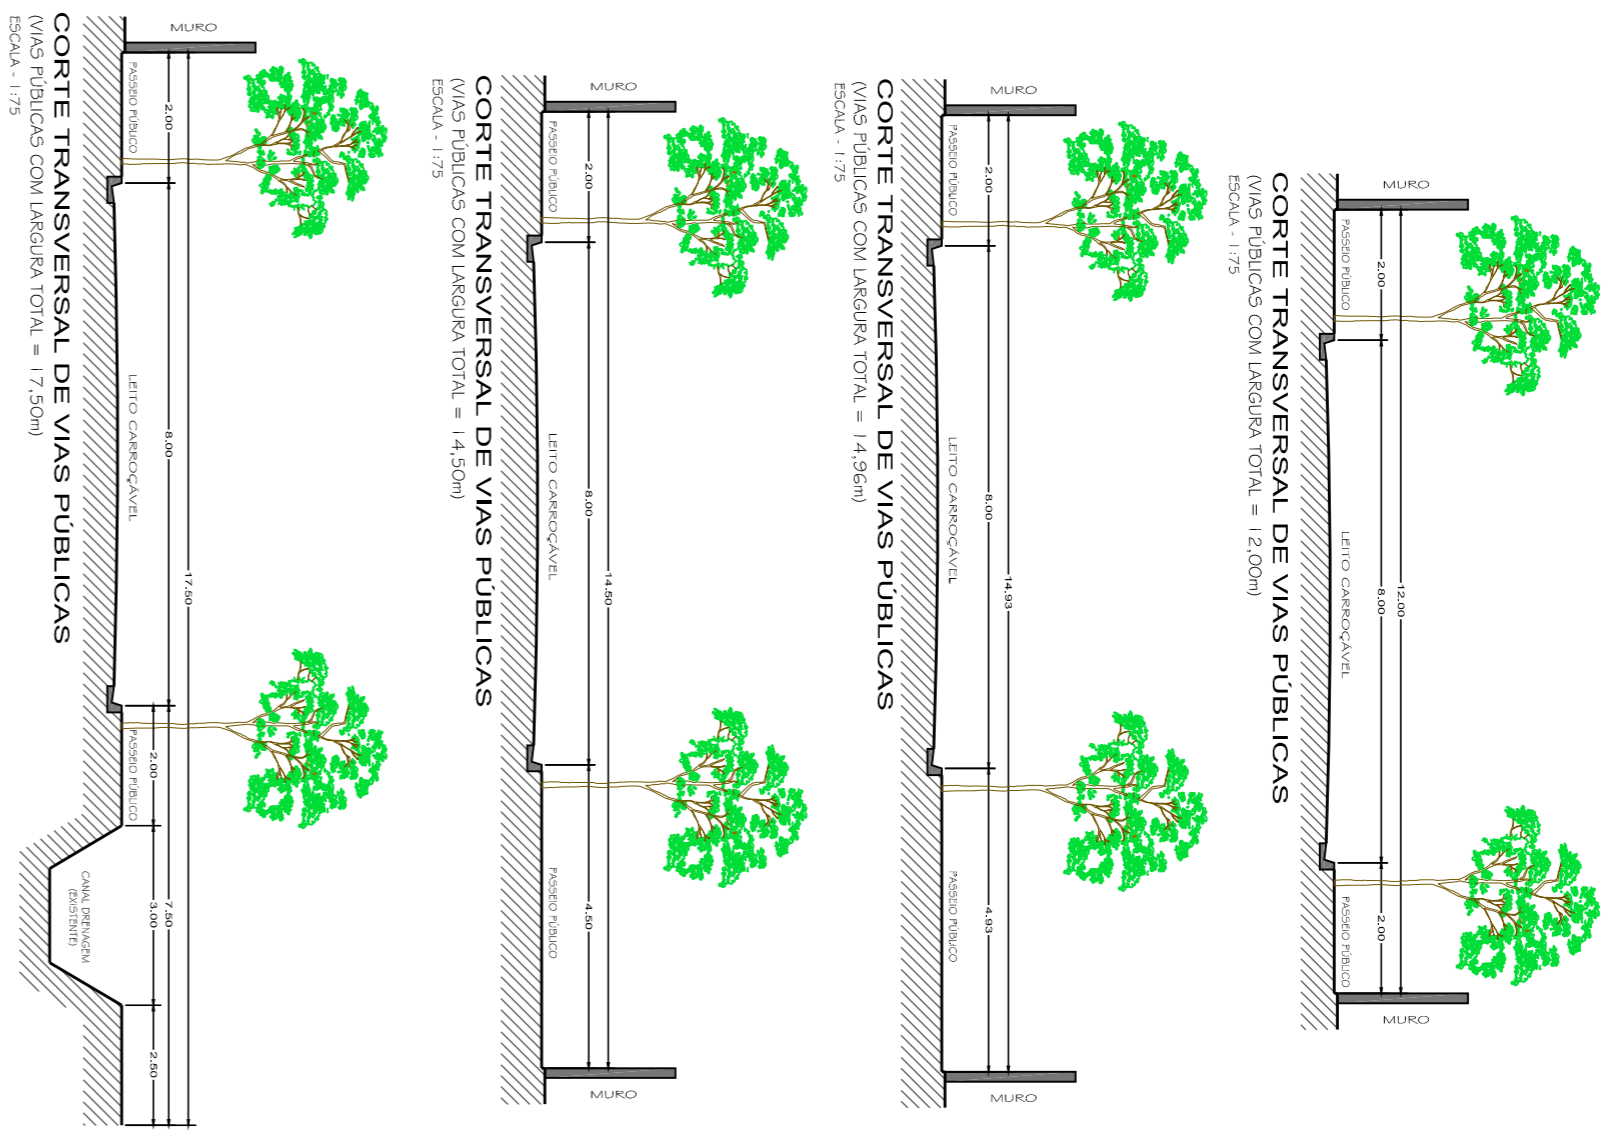 MURO
MURO
PASSEIO PÚBLICO
LEITO CARROÇÁVEL
PASSEIO PÚBLICO
12.00
2.00
8.00
2.00
CORTE TRANSVERSAL DE VIAS PÚBLICAS
(VIAS PÚBLICAS COM LARGURA TOTAL = 12,00m)
ESCALA - 1:75
MURO
MURO
PASSEIO PÚBLICO
LEITO CARROÇÁVEL
PASSEIO PÚBLICO
14.93
2.00
8.00
4.93
CORTE TRANSVERSAL DE VIAS PÚBLICAS
(VIAS PÚBLICAS COM LARGURA TOTAL = 14,96m)
ESCALA - 1:75
MURO
MURO
PASSEIO PÚBLICO
LEITO CARROÇÁVEL
PASSEIO PÚBLICO
14.50
2.00
8.00
4.50
CORTE TRANSVERSAL DE VIAS PÚBLICAS
(VIAS PÚBLICAS COM LARGURA TOTAL = 14,50m)
ESCALA - 1:75
MURO
17.50
2.00
8.00
7.50
2.00
3.00
2.50
PASSEIO PÚBLICO
LEITO CARROÇÁVEL
PASSEIO PÚBLICO
CANAL DRENAGEM
(EXISTENTE)
CORTE TRANSVERSAL DE VIAS PÚBLICAS
(VIAS PÚBLICAS COM LARGURA TOTAL = 17,50m)
ESCALA - 1:75